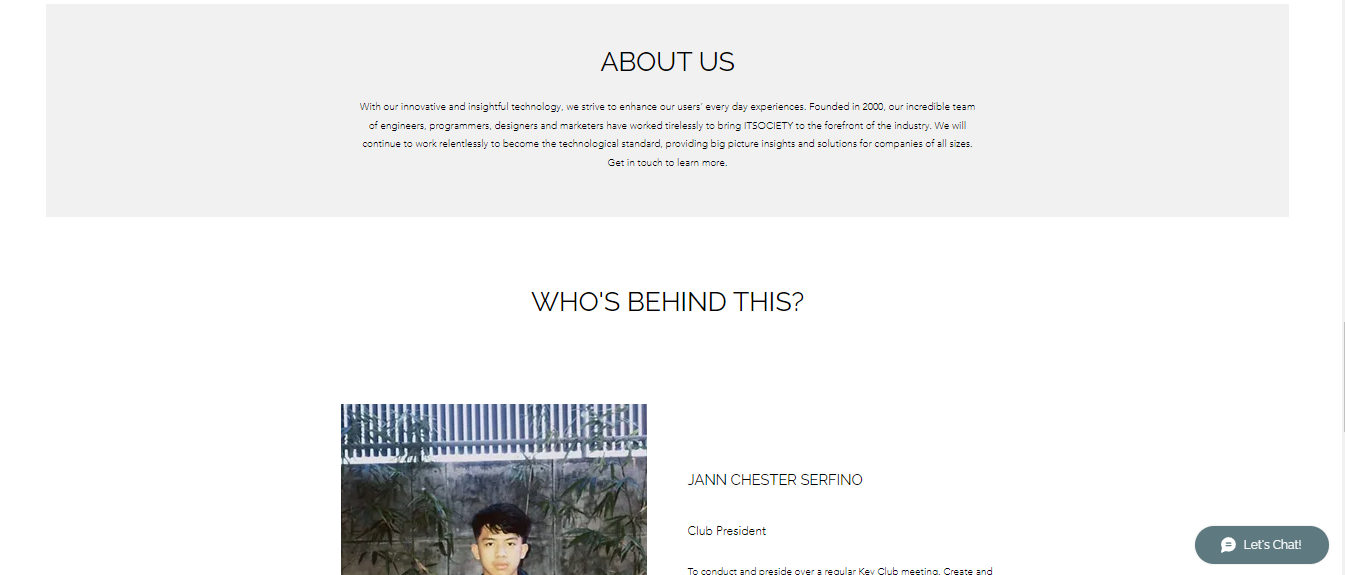 ABOUT US
With our innovative and insightful technology, we strive to enhance our users' every day experiences. Founded in 2000, our incredible team
of engineers, programmers, designers and marketers have worked tirelessly to bring ITSOCIETY to the forefront of the industry. We will
continue to work relentlessly to become the technological standard, providing big picture insights and solutions for companies of all sizes.
Get in touch to learn more.
WHO'S BEHIND THIS?
JANN CHESTER SERFINO
Club President
To conduct and preside over a regular Key Club meeting. Create and
Let's Chat!